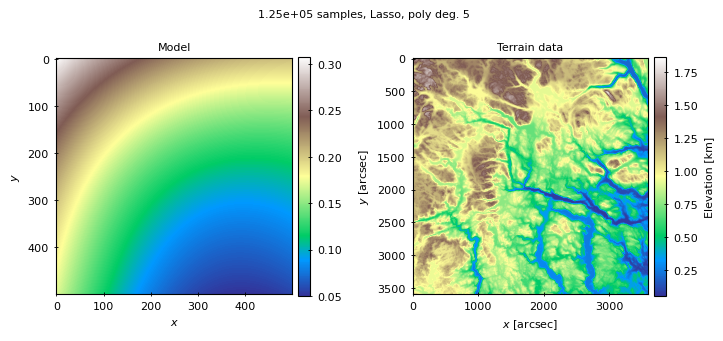 1.25e+05 samples, Lasso, poly deg. 5
Model
0
100
200
300
400
y
0 100 200 300 400
x
0.30
0.25
0.20
0.15
0.10
0.05
Terrain data
0
500
1000
1500
2000
2500
3000
3500
y [arcsec]
0 1000 2000 3000
x [arcsec]
1.75
1.50
1.25
1.00
0.75
0.50
0.25
Elevation [km]